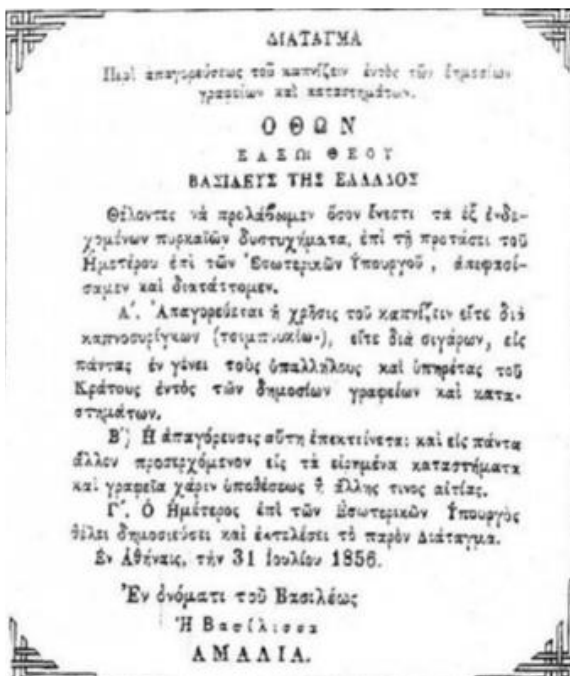 ΔΙΑΤΑΓΜΑ
Περὶ ἀπαγορεύσεως τοῦ καπνίζειν ἐντὸς τῶν δημοσίων
γραφείων καὶ καταστημάτων.
ΟΘΩΝ
ΕΛΕΩι ΘΕΟΥ
ΒΑΣΙΛΕΥΣ ΤΗΣ ΕΛΛΑΔΟΣ
Θέλοντες νὰ προλάβωμεν ὅσον ἔνεστι τὰ ἐξ ἐνδε-
χομένων πυρκαϊῶν δυστυχήματα, ἐπὶ τῇ προτάσει τοῦ
Ἡμετέρου ἐπὶ τῶν Ἐσωτερικῶν Ὑπουργοῦ, ἀπεφασί-
σαμεν καὶ διατάττομεν.
Α΄. Ἀπαγορεύεται ἡ χρῆσις τοῦ καπνίζειν εἴτε διὰ
καπνοσυρίγκων (τσιμπουκίω-), εἴτε διὰ σιγάρων, εἰς
πάντας ἐν γένει τοὺς ὑπαλλήλους καὶ ὑπηρέτας τοῦ
Κράτους ἐντὸς τῶν δημοσίων γραφείων καὶ κατα-
στημάτων.
Β΄) Ἡ ἀπαγόρευσις αὕτη ἐπεκτείνεται καὶ εἰς πάντα
ἄλλον προσερχόμενον εἰς τὰ εἰρημένα καταστήματα
καὶ γραφεῖα χάριν ὑποθέσεως ἢ ἄλλης τινος αἰτίας.
Γ΄. Ὁ Ἡμέτερος ἐπὶ τῶν Ἐσωτερικῶν Ὑπουργὸς
θέλει δημοσιεύσει καὶ ἐκτελέσει τὸ παρὸν Διάταγμα.
Ἐν Ἀθήναις, τὴν 31 Ἰουλίου 1856.
Ἐν ὀνόματι τοῦ Βασιλέως
Ἡ Βασίλισσα
ΑΜΑΛΙΑ.